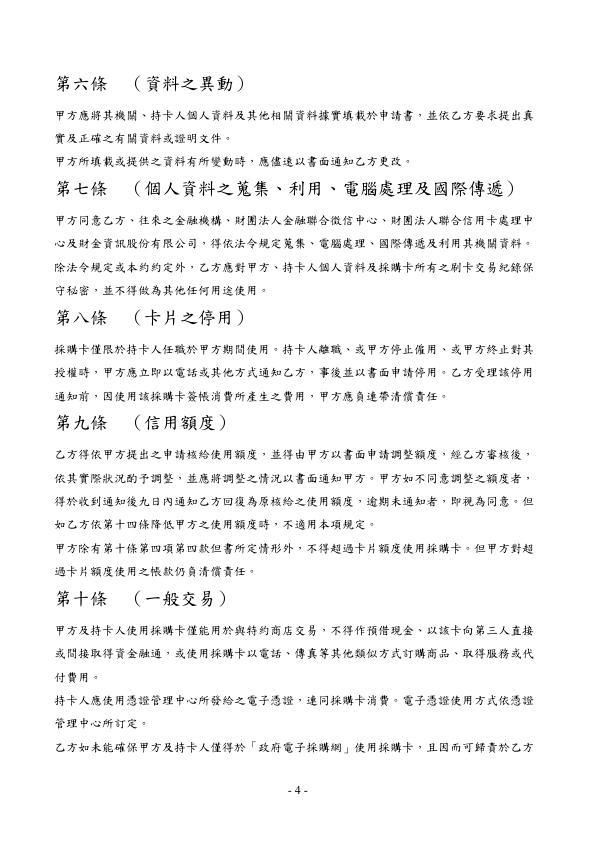 第六條　（資料之異動）
甲方應將其機關、持卡人個人資料及其他相關資料據實填載於申請書，並依乙方要求提出真
實及正確之有關資料或證明文件。
甲方所填載或提供之資料有所變動時，應儘速以書面通知乙方更改。
第七條　（個人資料之蒐集、利用、電腦處理及國際傳遞）
甲方同意乙方、往來之金融機構、財團法人金融聯合徵信中心、財團法人聯合信用卡處理中
心及財金資訊股份有限公司，得依法令規定蒐集、電腦處理、國際傳遞及利用其機關資料。
除法令規定或本約約定外，乙方應對甲方、持卡人個人資料及採購卡所有之刷卡交易紀錄保
守秘密，並不得做為其他任何用途使用。
第八條　（卡片之停用）
採購卡僅限於持卡人任職於甲方期間使用。持卡人離職、或甲方停止僱用、或甲方終止對其
授權時，甲方應立即以電話或其他方式通知乙方，事後並以書面申請停用。乙方受理該停用
通知前，因使用該採購卡簽帳消費所產生之費用，甲方應負連帶清償責任。
第九條　（信用額度）
乙方得依甲方提出之申請核給使用額度，並得由甲方以書面申請調整額度，經乙方審核後，
依其實際狀況酌予調整，並應將調整之情況以書面通知甲方。甲方如不同意調整之額度者，
得於收到通知後九日內通知乙方回復為原核給之使用額度，逾期未通知者，即視為同意。但
如乙方依第十四條降低甲方之使用額度時，不適用本項規定。
甲方除有第十條第四項第四款但書所定情形外，不得超過卡片額度使用採購卡。但甲方對超
過卡片額度使用之帳款仍負清償責任。
第十條　（一般交易）
甲方及持卡人使用採購卡僅能用於與特約商店交易，不得作預借現金、以該卡向第三人直接
或間接取得資金融通，或使用採購卡以電話、傳真等其他類似方式訂購商品、取得服務或代
付費用。
持卡人應使用憑證管理中心所發給之電子憑證，連同採購卡消費。電子憑證使用方式依憑證
管理中心所訂定。
乙方如未能確保甲方及持卡人僅得於「政府電子採購網」使用採購卡，且因而可歸責於乙方
- 4 -